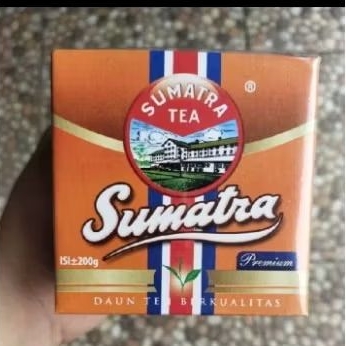 SUMATRA
TEA
®
Sumatra
ISI±200g
Premium
DAUN TEH BERKUALITAS